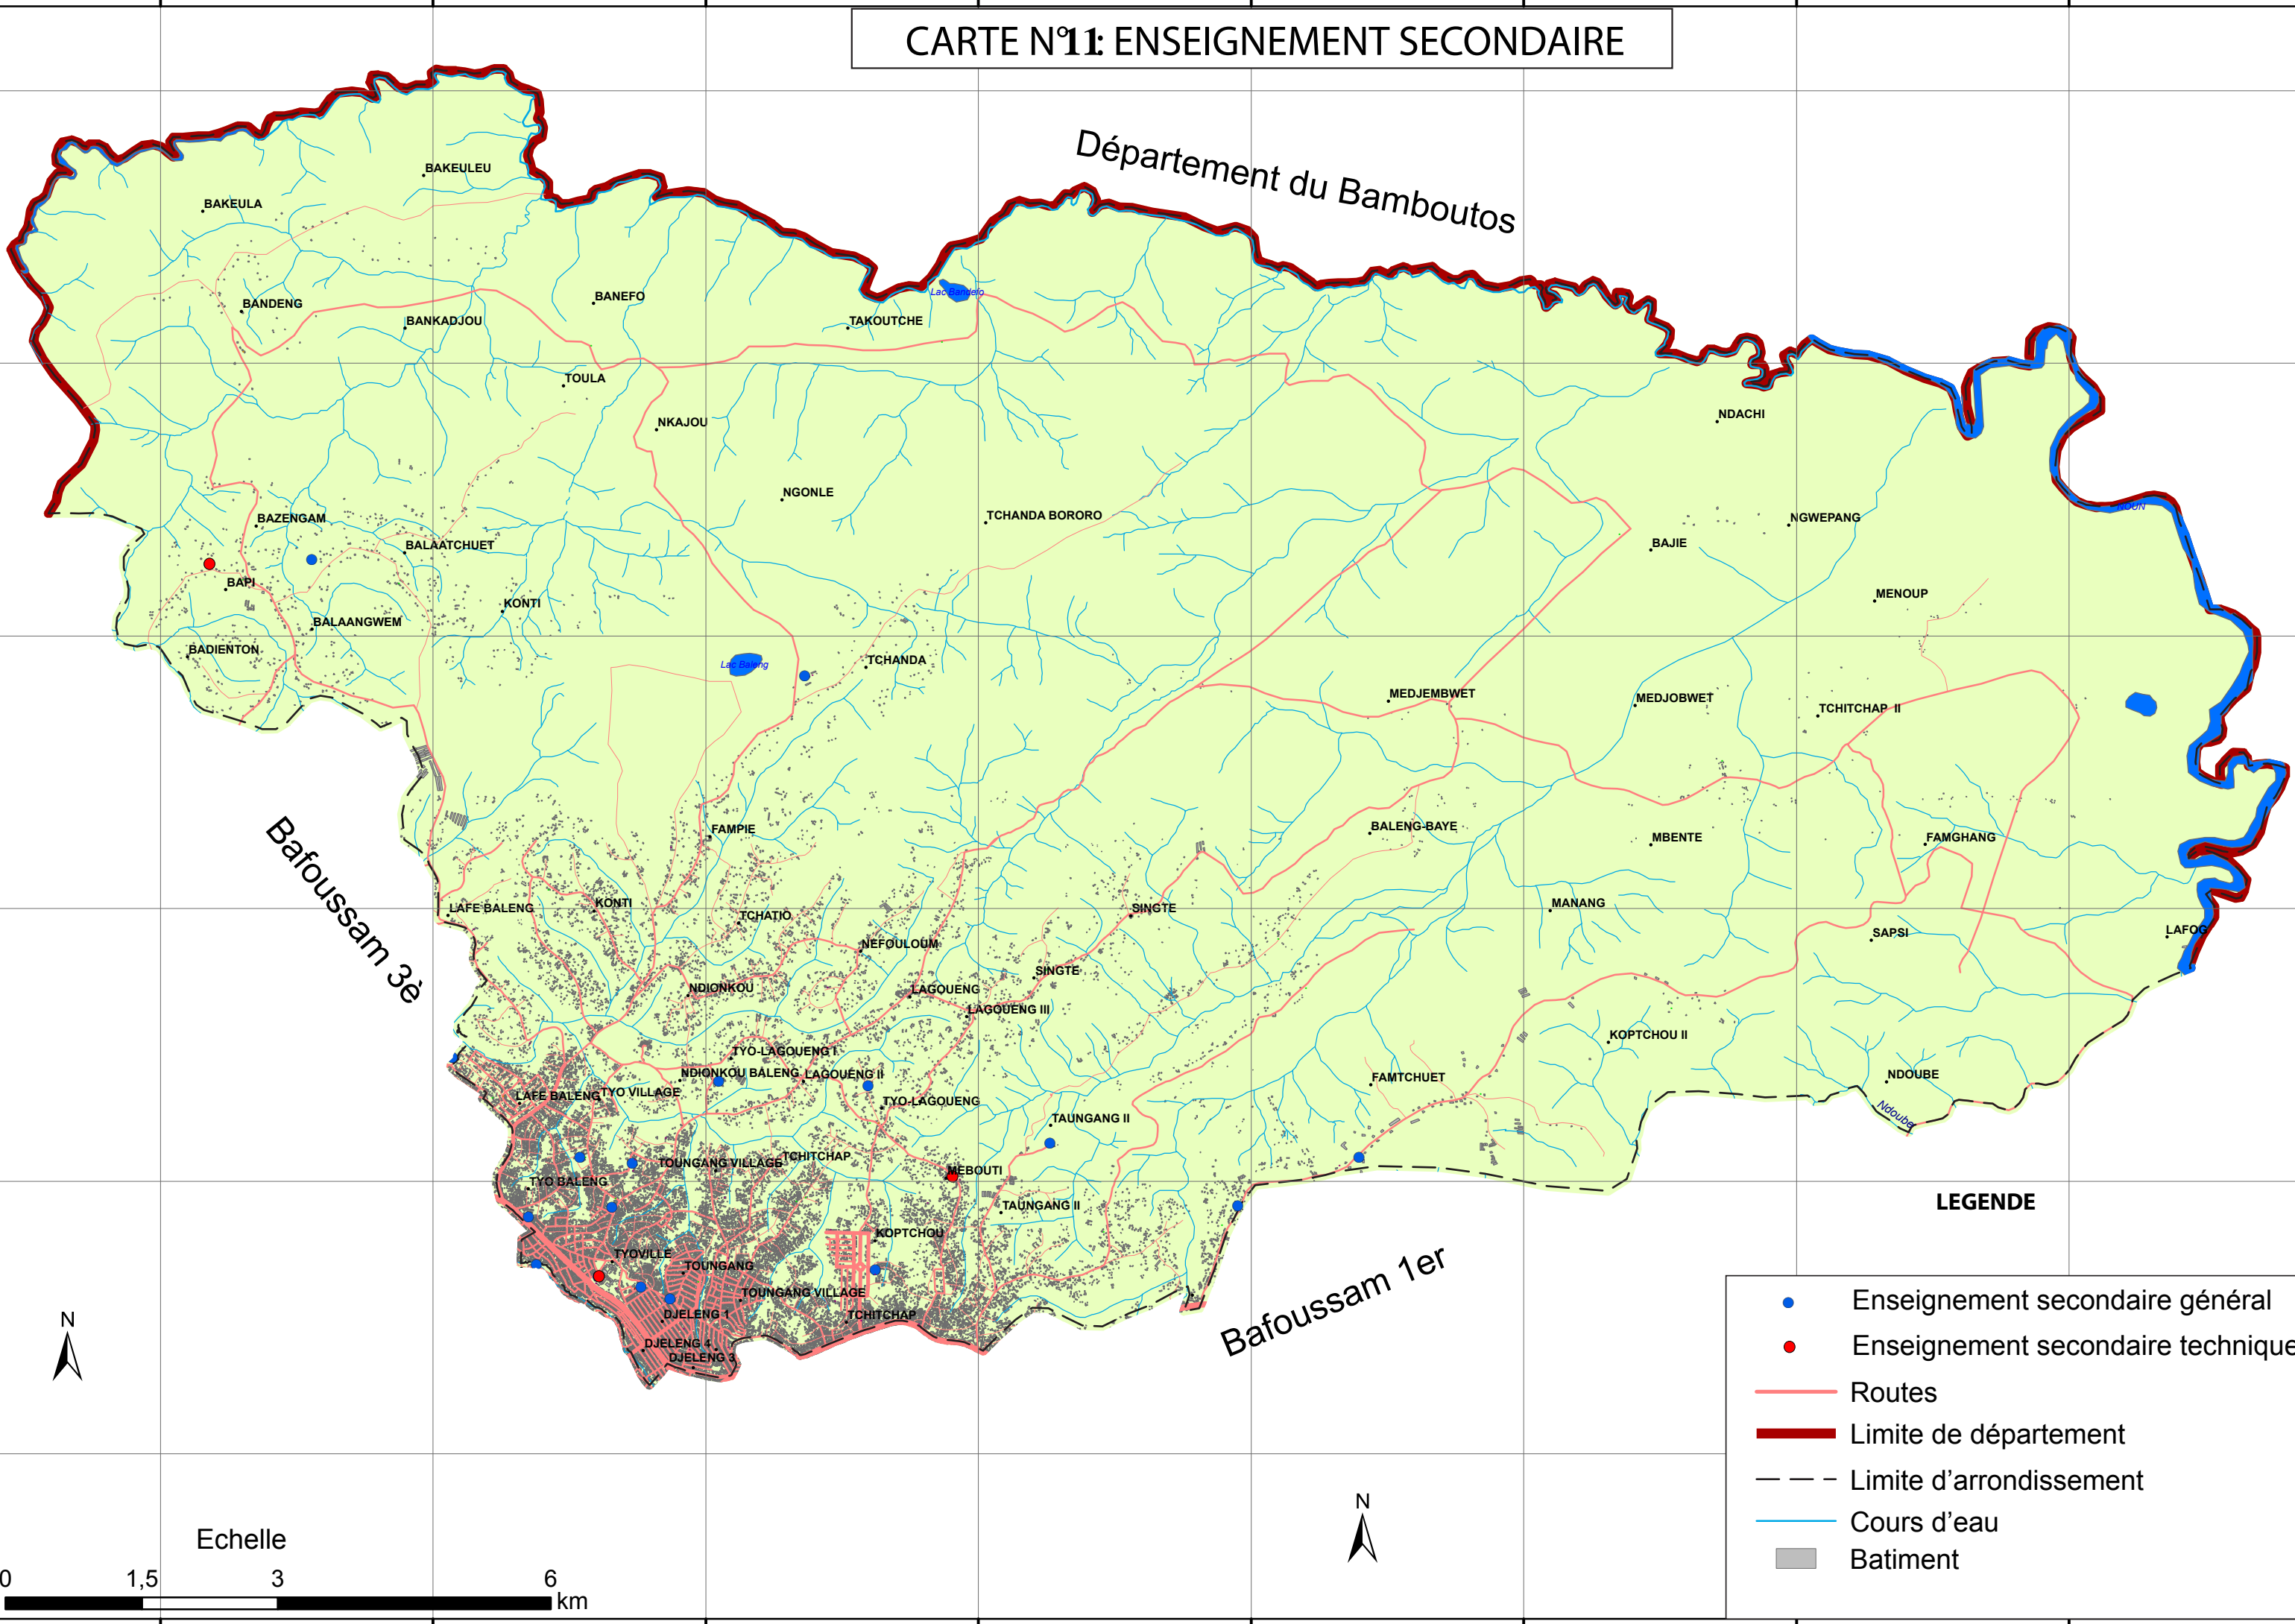 CARTE N°11: ENSEIGNEMENT SECONDAIRE
Département du Bamboutos
BAKEULEU
BAKEULA
Lac Bandefo
BANEFO
BANDENG
BANKADJOU
TAKOUTCHE
TOULA
NKAJOU
NDACHI
NGONLE
NOUN
TCHANDA BORORO
BAZENGAM
NGWEPANG
BALAATCHUET
BAJIE
BAPI
MENOUP
KONTI
BALAANGWEM
BADIENTON
Lac Baleng
TCHANDA
MEDJEMBWET
MEDJOBWET
TCHITCHAP II
FAMPIE
BALENG-BAYE
MBENTE
FAMGHANG
Bafoussam 3è
LAFE BALENG
KONTI
TCHATIO
SINGTE
MANANG
NEFOULOUM
SAPSI
LAFOG
SINGTE
NDIONKOU
LAGOUENG
LAGOUENG III
KOPTCHOU II
TYO-LAGOUENG I
NDIONKOU BALENG
LAGOUENG II
FAMTCHUET
NDOUBE
LAFE BALENG
TYO VILLAGE
TYO-LAGOUENG
Ndoube
TAUNGANG II
TOUNGANG VILLAGE
TCHITCHAP
MEBOUTI
TYO BALENG
TAUNGANG II
KOPTCHOU
TYOVILLE
TOUNGANG
TOUNGANG VILLAGE
DJELENG 1
TCHITCHAP
DJELENG 4
DJELENG 3
Bafoussam 1er
LEGENDE
Enseignement secondaire général
Enseignement secondaire technique
Routes
Limite de département
Limite d’arrondissement
Cours d’eau
Batiment
N
N
Echelle
0 1,5 3 6
km